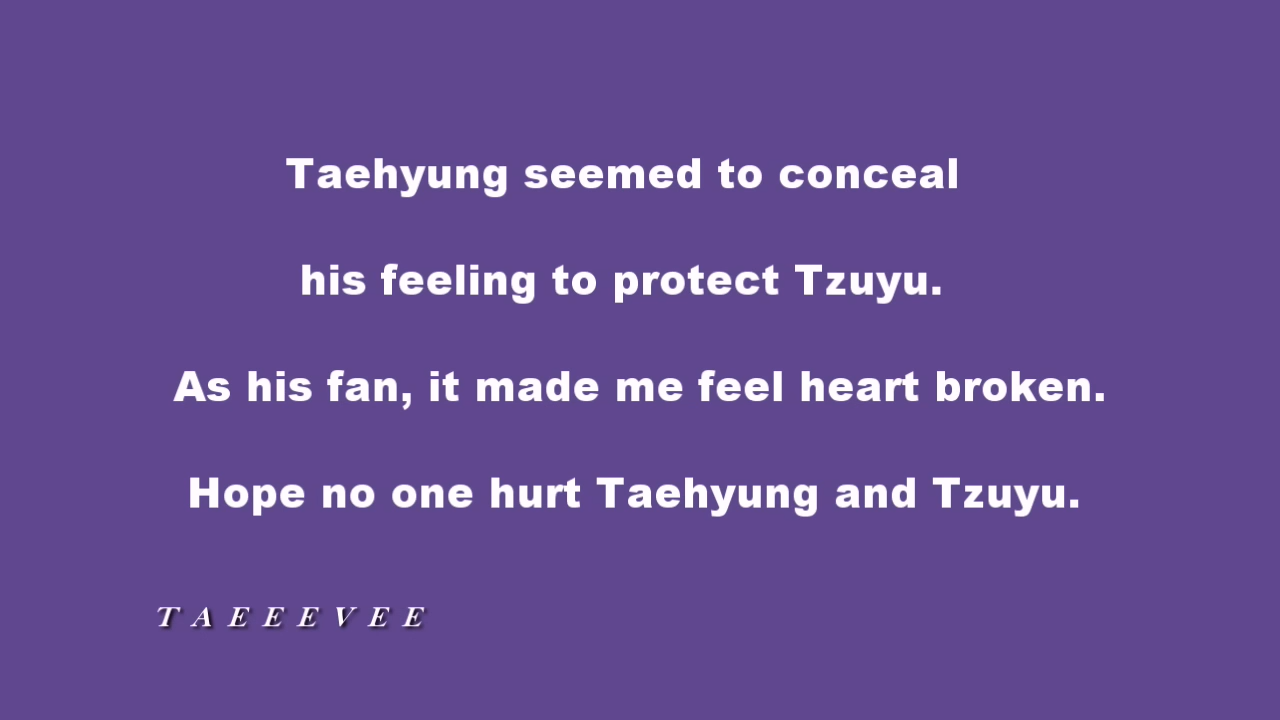 Taehyung seemed to conceal
his feeling to protect Tzuyu.
As his fan, it made me feel heart broken.
Hope no one hurt Taehyung and Tzuyu.
T A E E E V E E